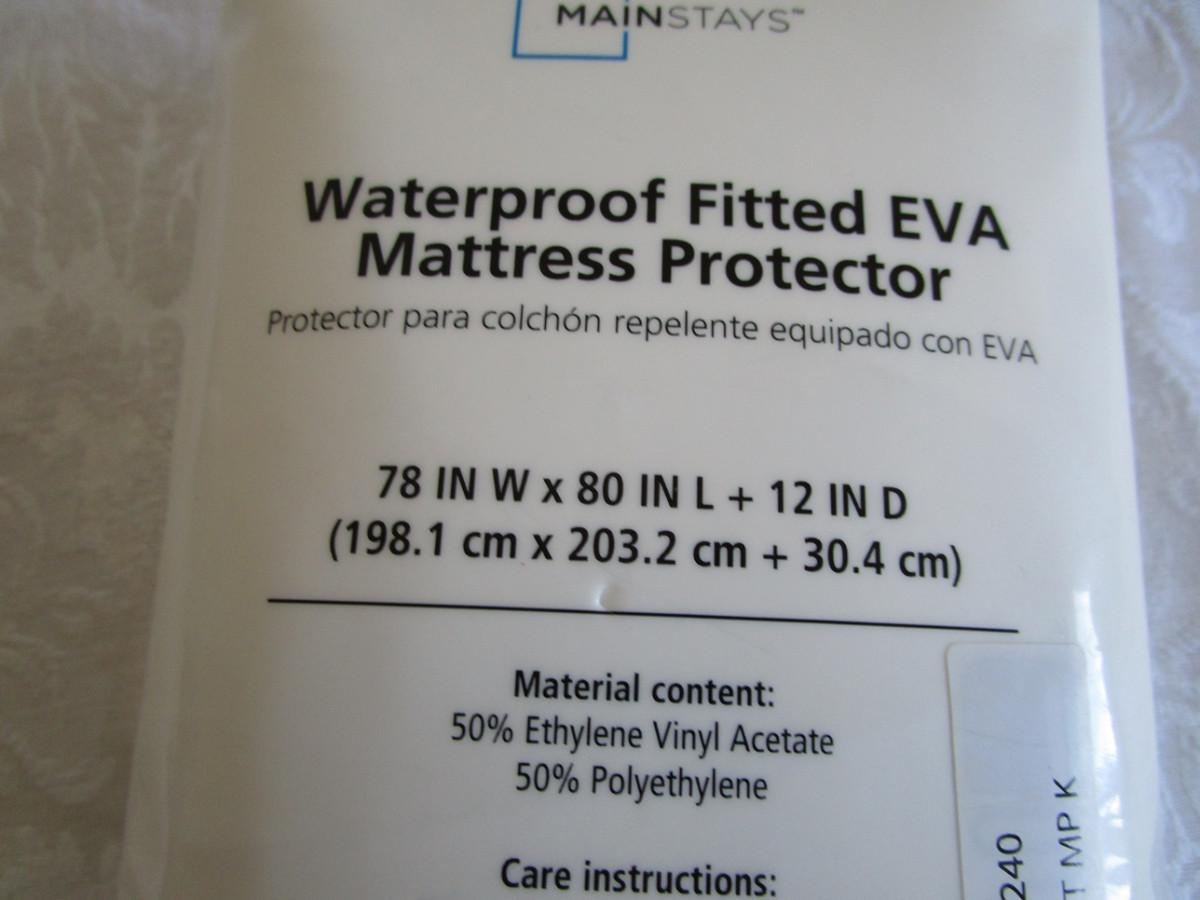 MAINSTAYS™
Waterproof Fitted EVA
Mattress Protector
Protector para colchón repelente equipado con EVA
78 IN W x 80 IN L + 12 IN D
(198.1 cm x 203.2 cm + 30.4 cm)
Material content:
50% Ethylene Vinyl Acetate
50% Polyethylene
Care instructions:
240
T MP K